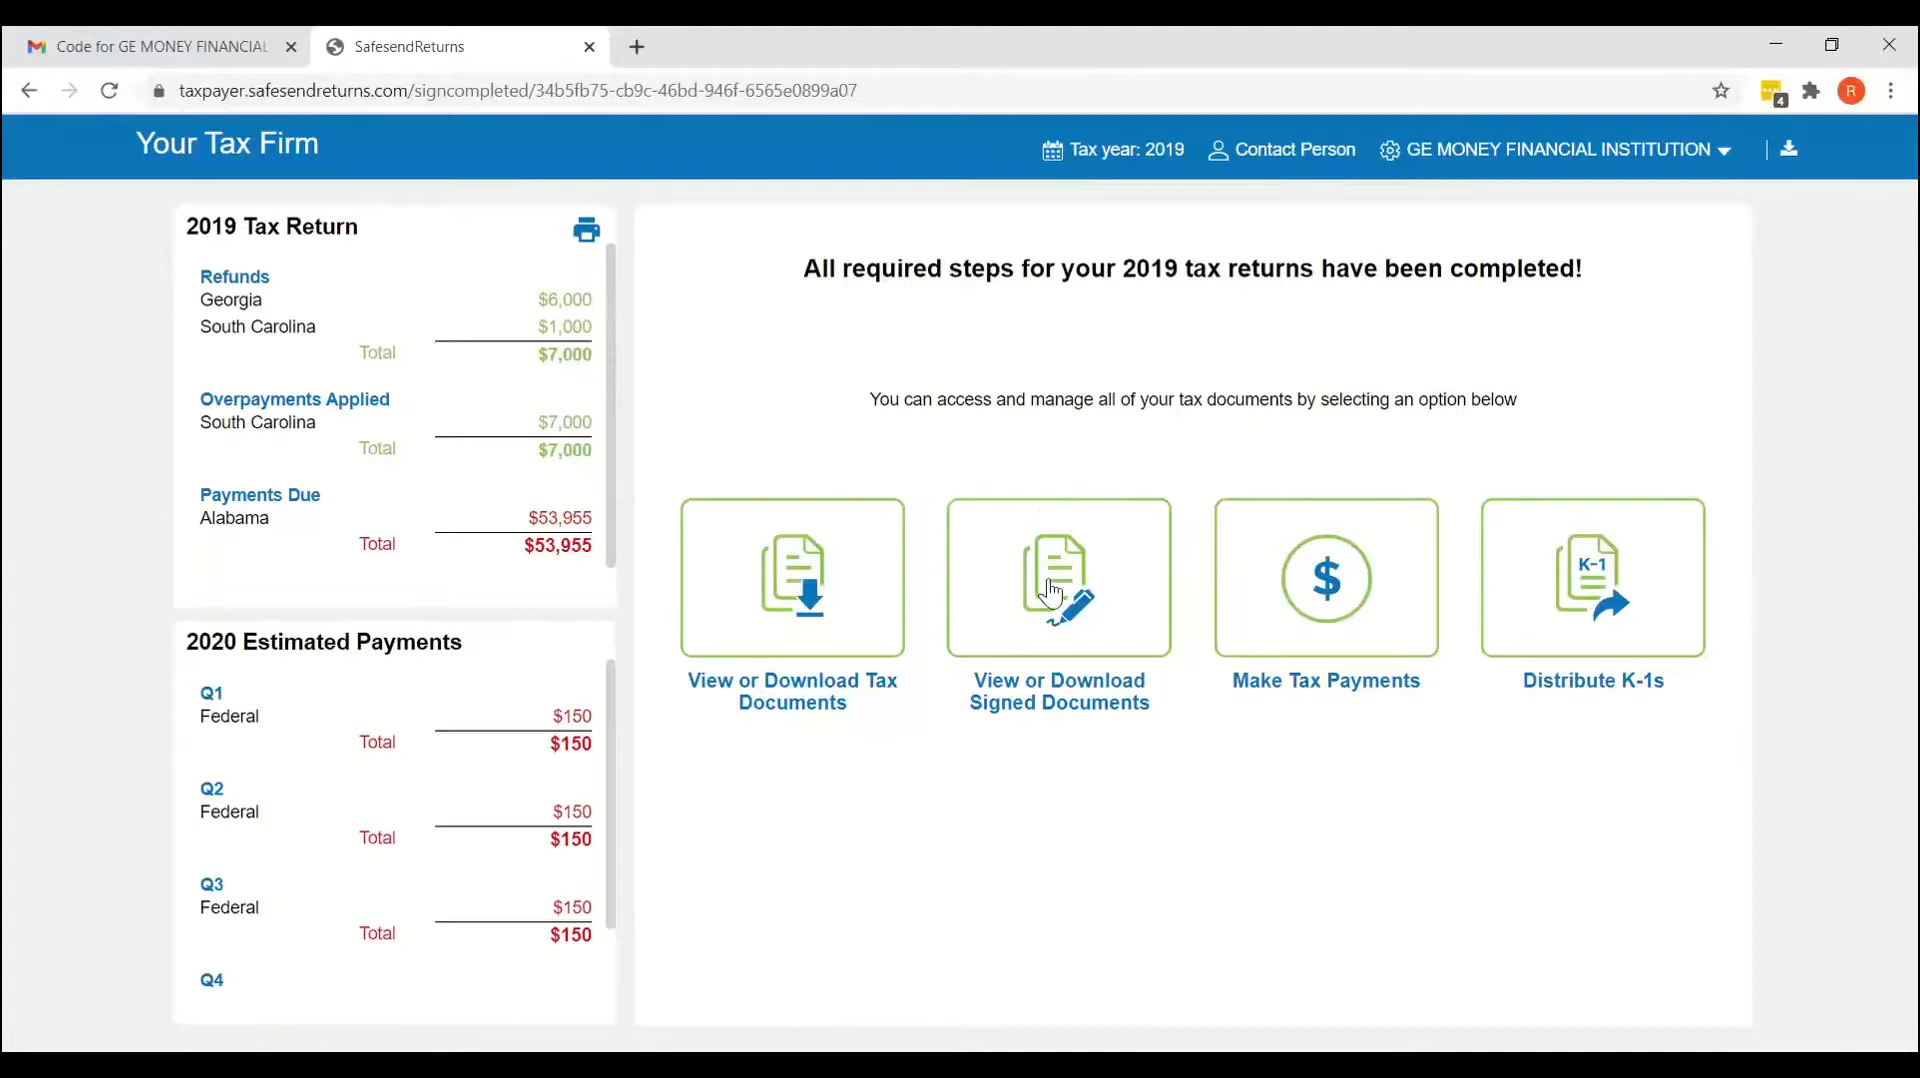 Code for GE MONEY FINANCIAL
SafesendReturns
taxpayer.safesendreturns.com/signcompleted/34b5fb75-cb9c-46bd-946f-6565e0899a07
4
R
Your Tax Firm
Tax year: 2019
Contact Person
GE MONEY FINANCIAL INSTITUTION
2019 Tax Return
Refunds
Georgia $6,000
South Carolina $1,000
Total $7,000
Overpayments Applied
South Carolina $7,000
Total $7,000
Payments Due
Alabama $53,955
Total $53,955
2020 Estimated Payments
Q1
Federal $150
Total $150
Q2
Federal $150
Total $150
Q3
Federal $150
Total $150
Q4
All required steps for your 2019 tax returns have been completed!
You can access and manage all of your tax documents by selecting an option below
View or Download Tax
Documents
View or Download
Signed Documents
$
Make Tax Payments
K-1
Distribute K-1s